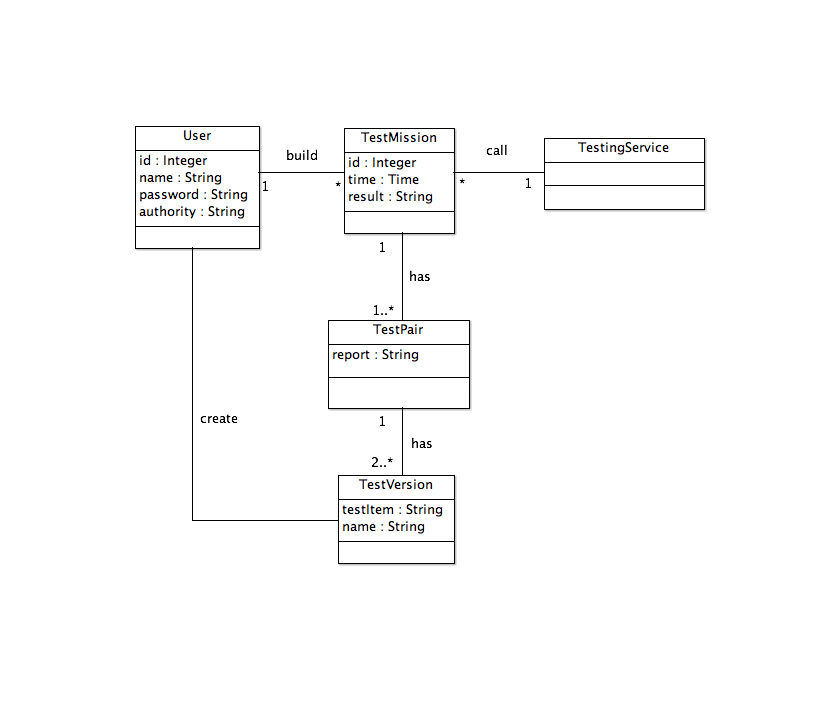 User
id : Integer
name : String
password : String
authority : String
build
1
*
TestMission
id : Integer
time : Time
result : String
call
*
1
TestingService
1
has
1..*
TestPair
report : String
1
has
2..*
create
TestVersion
testItem : String
name : String